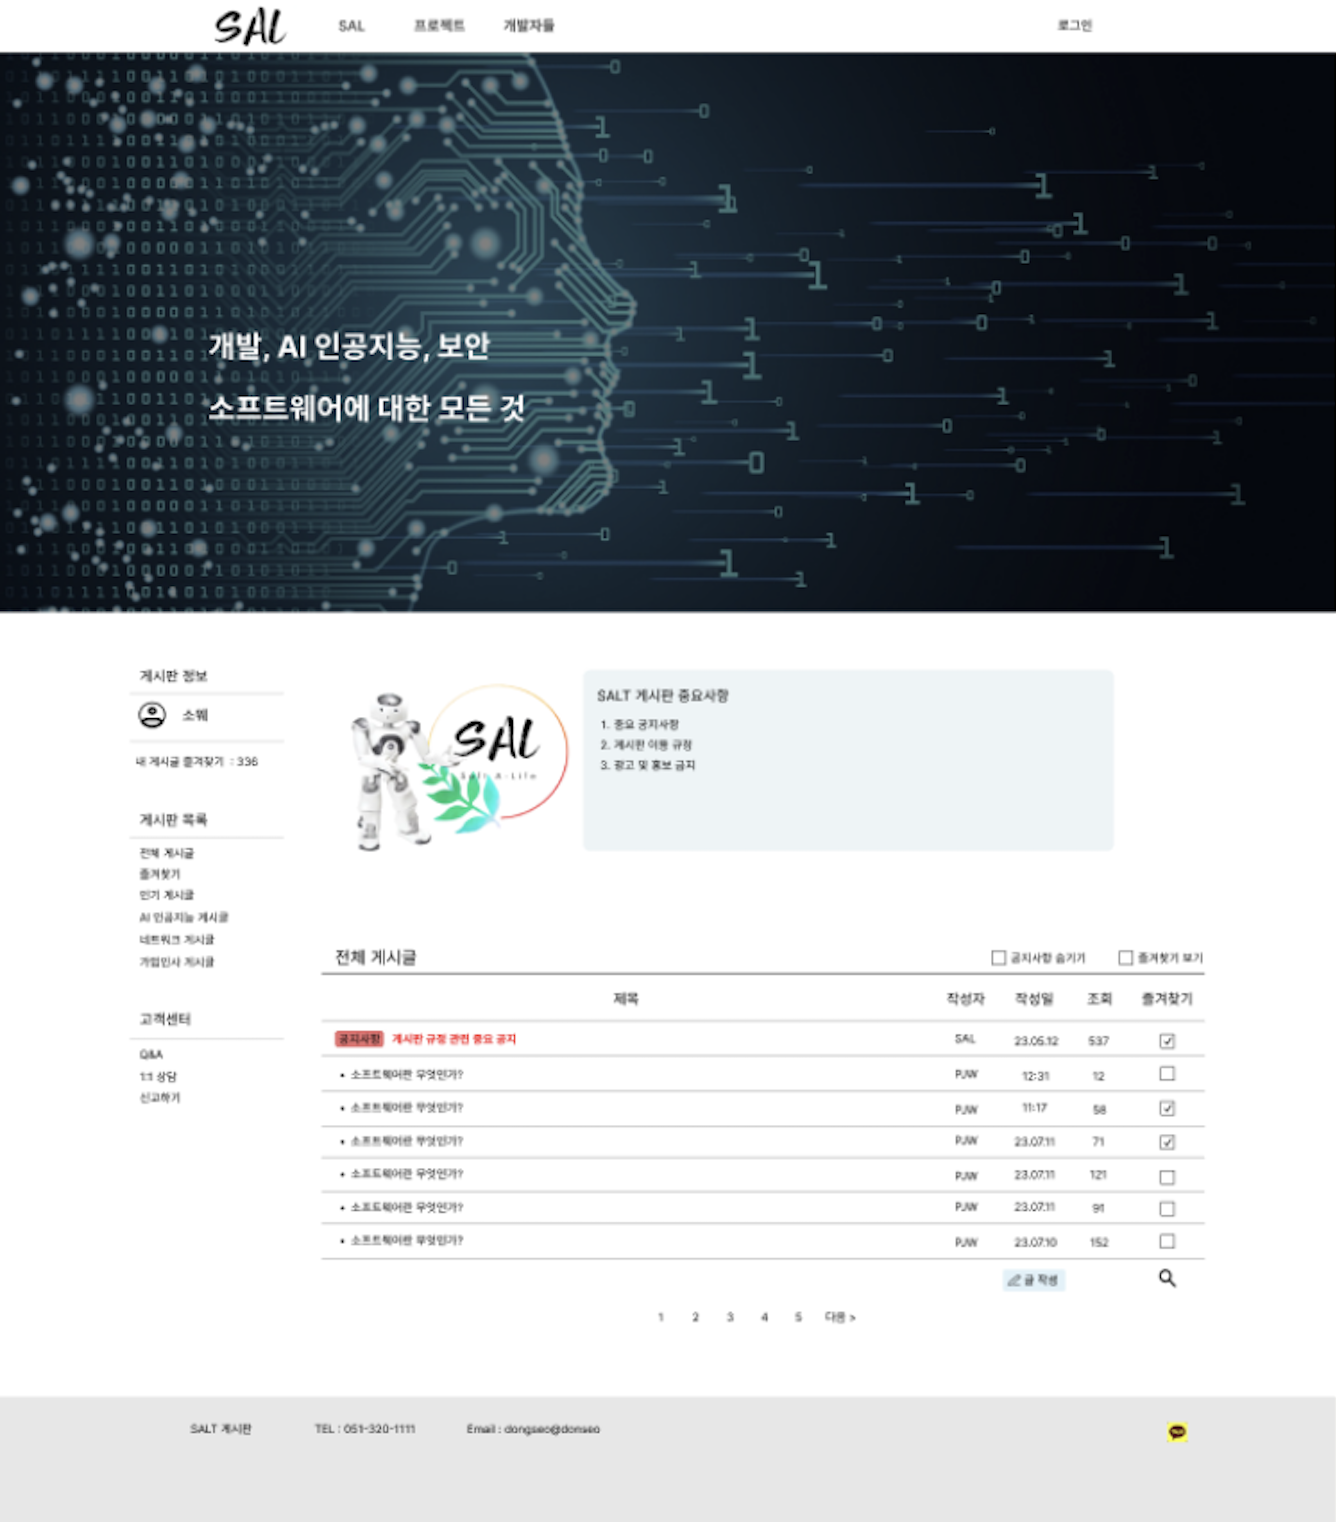 SAL
SAL 프로젝트 개발자들 로그인
개발, AI 인공지능, 보안
소프트웨어에 대한 모든 것
게시판 정보
소웨
내 게시글 즐겨찾기 : 336
게시판 목록
전체 게시글
즐겨찾기
인기 게시글
AI 인공지능 게시글
네트워크 게시글
가입인사 게시글
고객센터
Q&A
1:1 상담
신고하기
SAL
Salt A-Life
SALT 게시판 중요사항
1. 중요 공지사항
2. 게시판 이동 규정
3. 광고 및 홍보 금지
전체 게시글 공지사항 숨기기 즐겨찾기 보기
제목 작성자 작성일 조회 즐겨찾기
공지사항 게시판 규정 관련 중요 공지 SAL 23.05.12 537
• 소프트웨어란 무엇인가? PJW 12:31 12
• 소프트웨어란 무엇인가? PJW 11:17 58
• 소프트웨어란 무엇인가? PJW 23.07.11 71
• 소프트웨어란 무엇인가? PJW 23.07.11 121
• 소프트웨어란 무엇인가? PJW 23.07.11 91
• 소프트웨어란 무엇인가? PJW 23.07.10 152
글 작성
1 2 3 4 5 다음 >
SALT 게시판 TEL : 051-320-1111 Email : dongseo@donseo